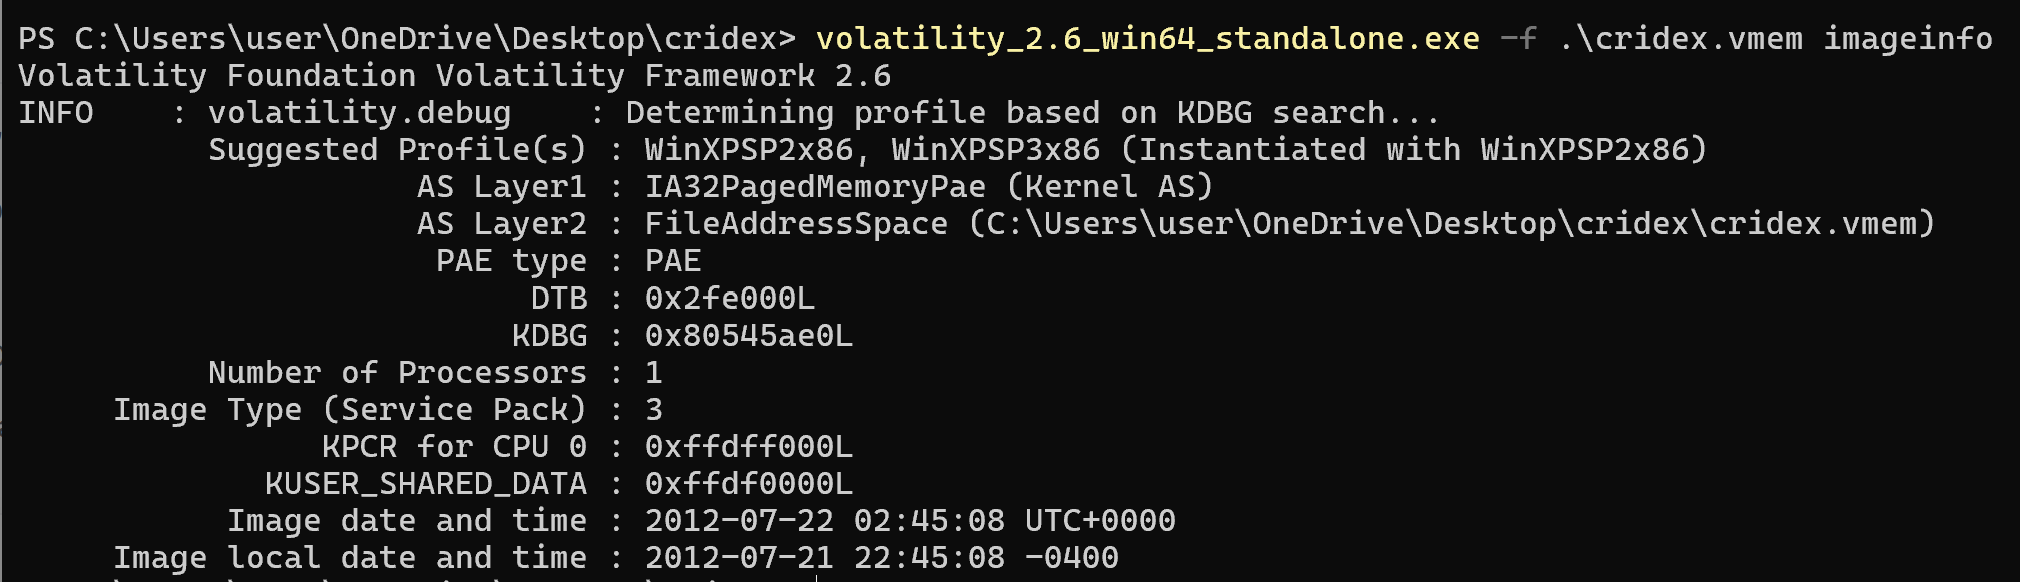 PS C:\Users\user\OneDrive\Desktop\cridex> volatility_2.6_win64_standalone.exe -f .\cridex.vmem imageinfo
Volatility Foundation Volatility Framework 2.6
INFO    : volatility.debug    : Determining profile based on KDBG search...
          Suggested Profile(s) : WinXPSP2x86, WinXPSP3x86 (Instantiated with WinXPSP2x86)
                     AS Layer1 : IA32PagedMemoryPae (Kernel AS)
                     AS Layer2 : FileAddressSpace (C:\Users\user\OneDrive\Desktop\cridex\cridex.vmem)
                      PAE type : PAE
                           DTB : 0x2fe000L
                          KDBG : 0x80545ae0L
          Number of Processors : 1
     Image Type (Service Pack) : 3
                KPCR for CPU 0 : 0xffdff000L
             KUSER_SHARED_DATA : 0xffdf0000L
           Image date and time : 2012-07-22 02:45:08 UTC+0000
     Image local date and time : 2012-07-21 22:45:08 -0400